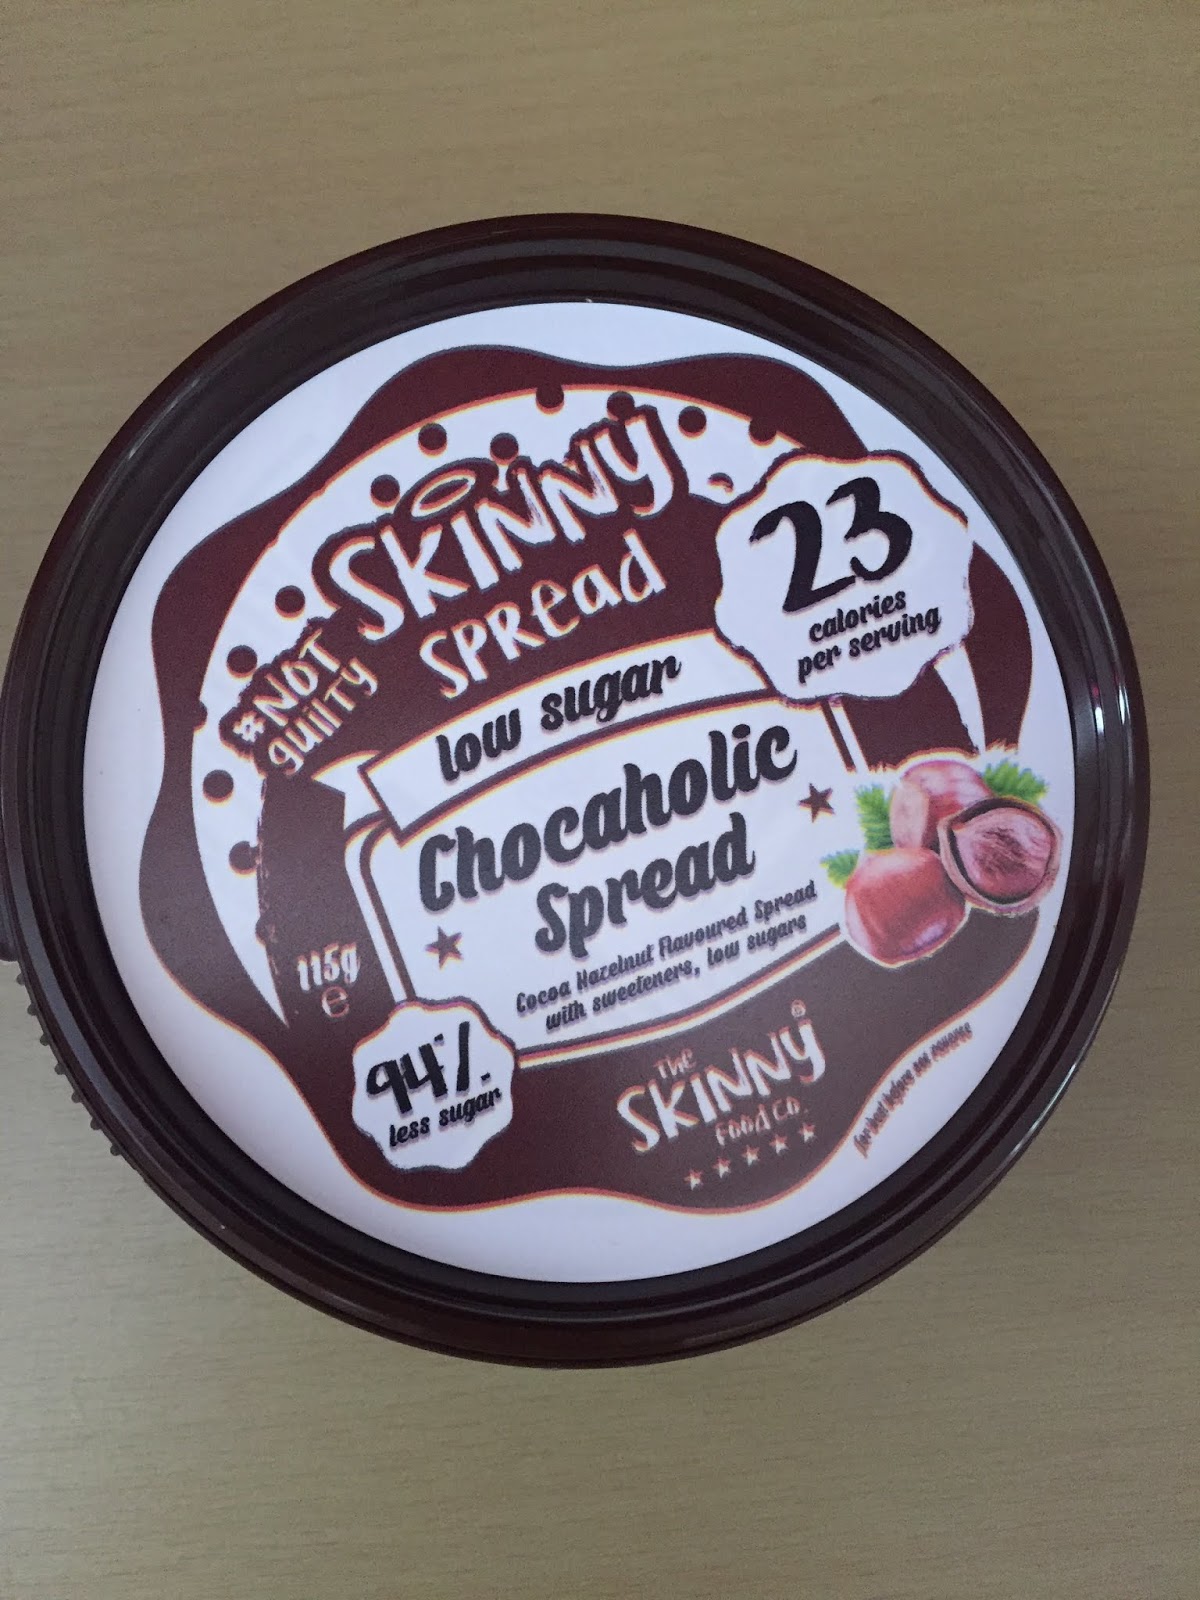 SKINNY
SPREAD
#NOT
guilty
23
calories
per serving
low sugar
Chocaholic
Spread
Cocoa Hazelnut Flavoured Spread
with sweeteners, low sugars
115g
e
94%
less sugar
THE
SKINNY
FOOD CO.